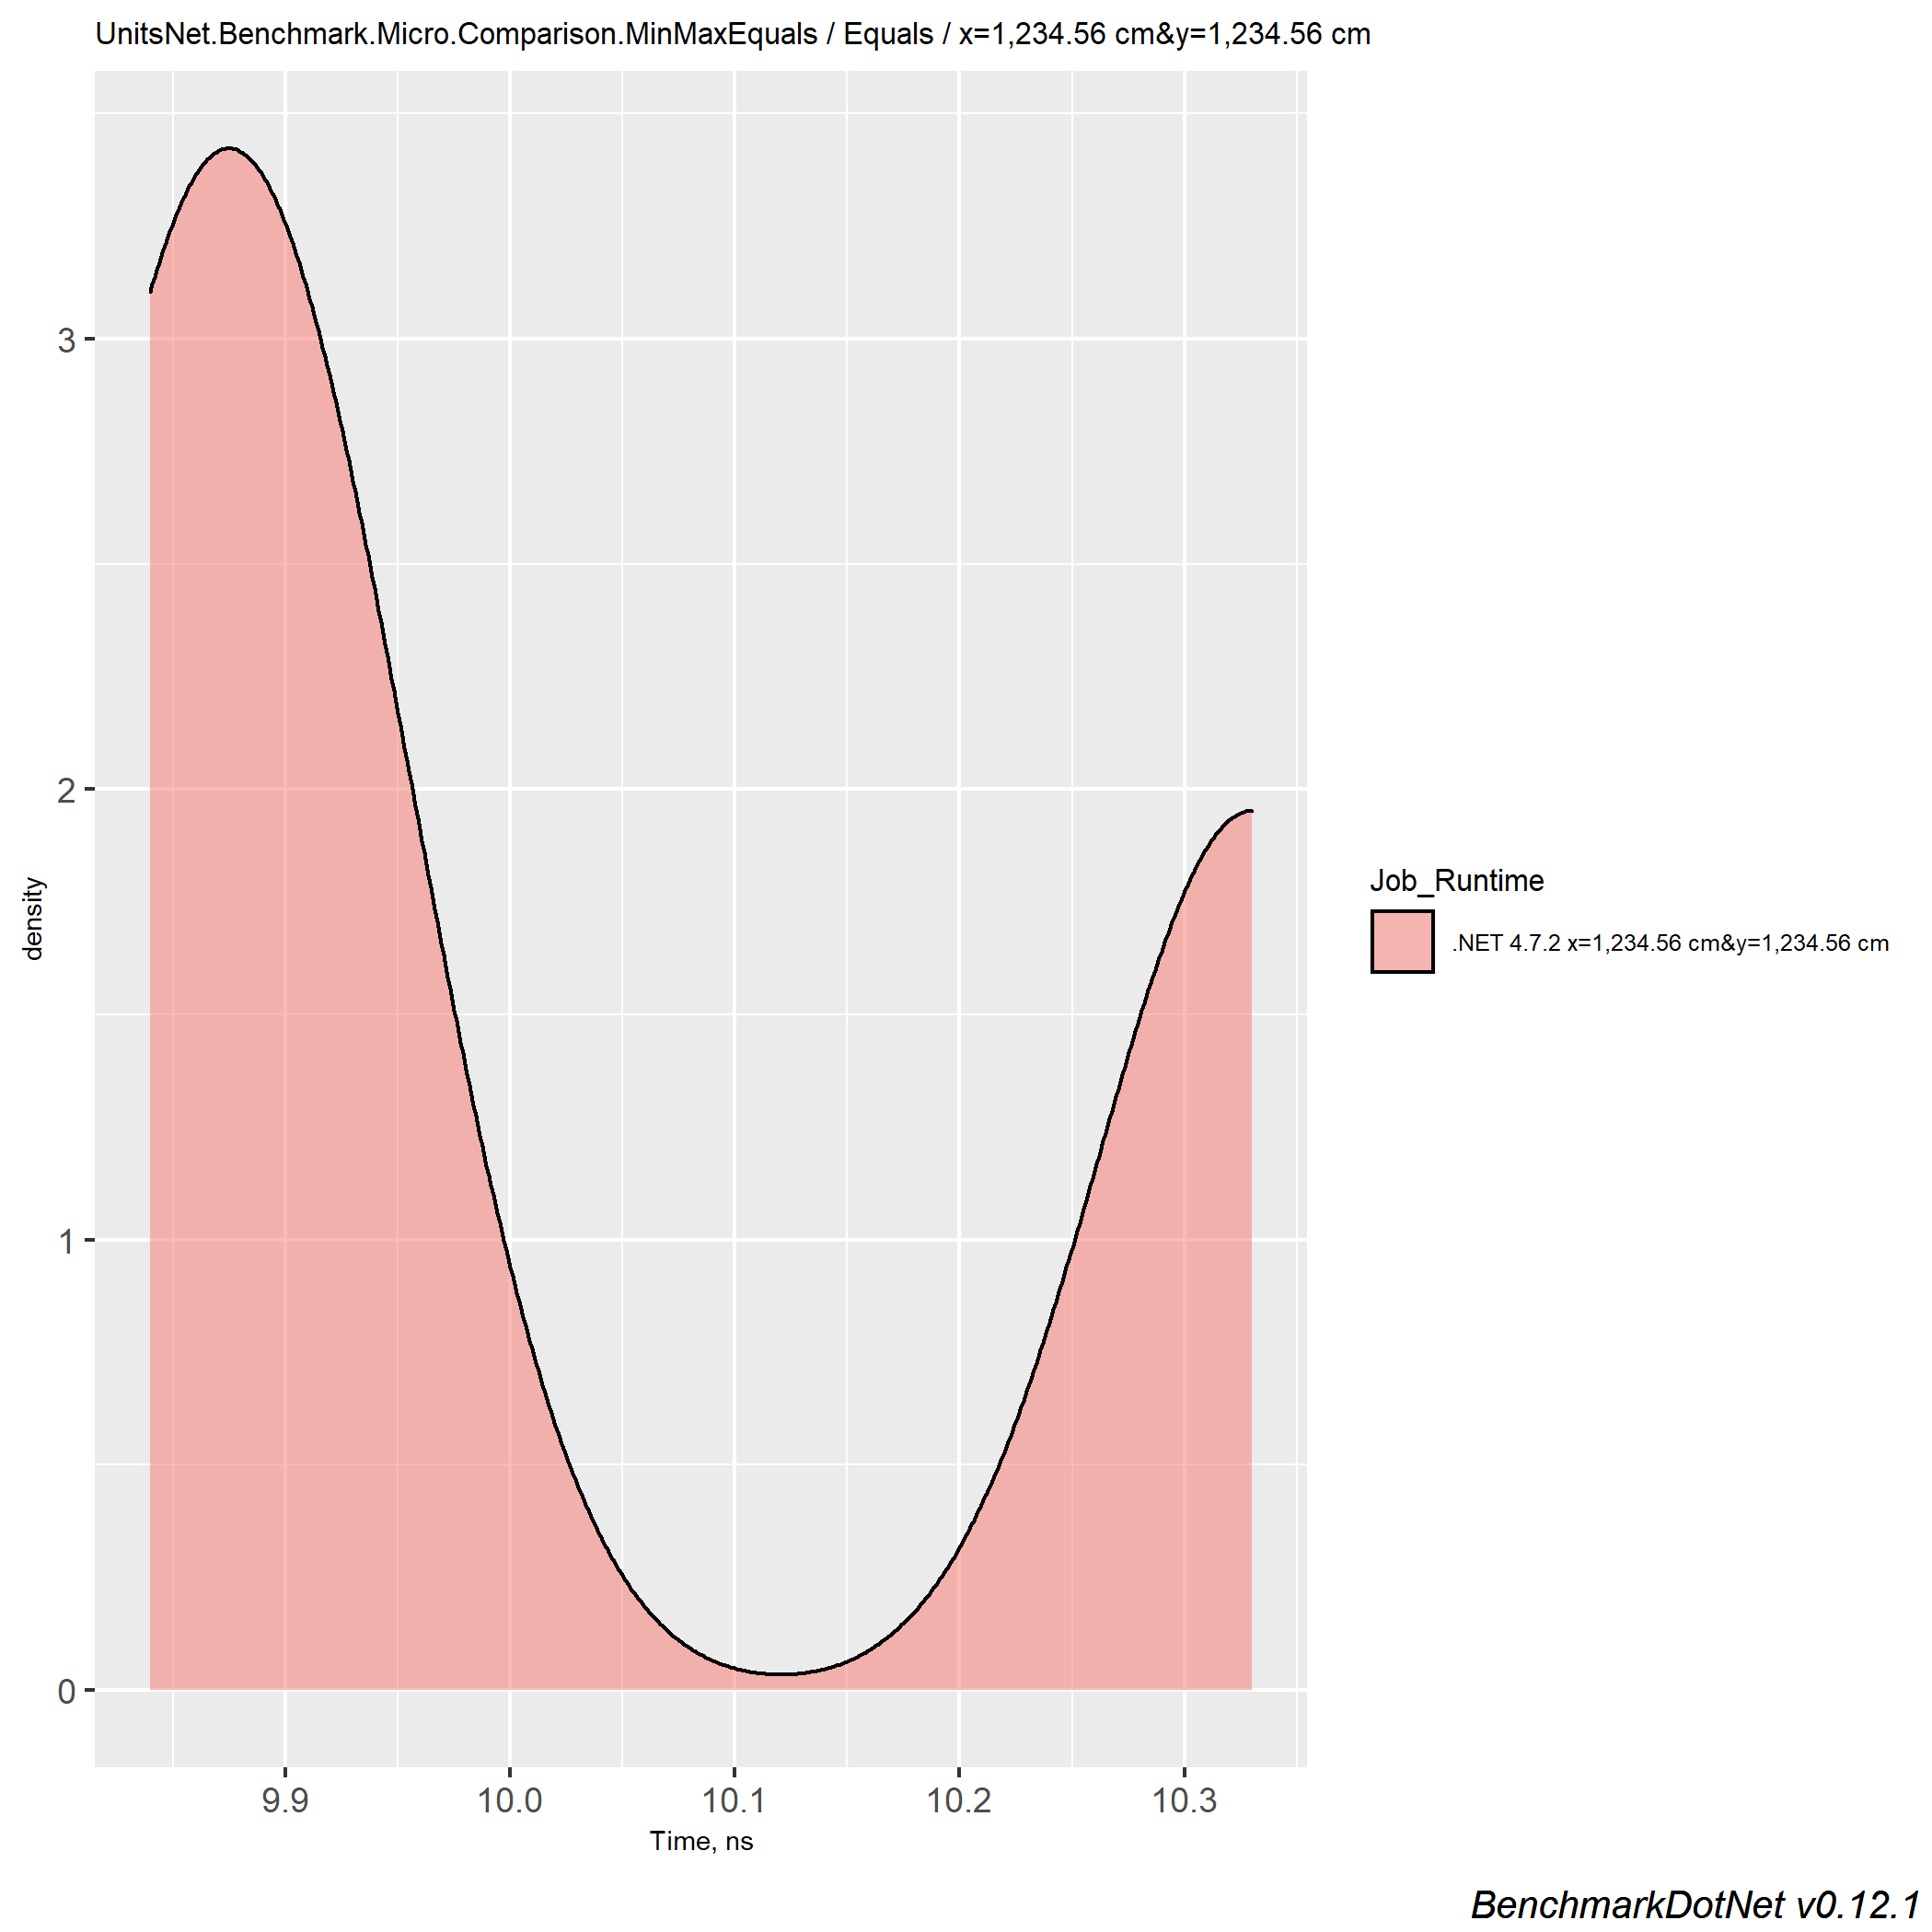 UnitsNet.Benchmark.Micro.Comparison.MinMaxEquals / Equals / x=1,234.56 cm&y=1,234.56 cm
3
2
1
0
density
9.9 10.0 10.1 10.2 10.3
Time, ns
Job_Runtime
.NET 4.7.2 x=1,234.56 cm&y=1,234.56 cm
BenchmarkDotNet v0.12.1